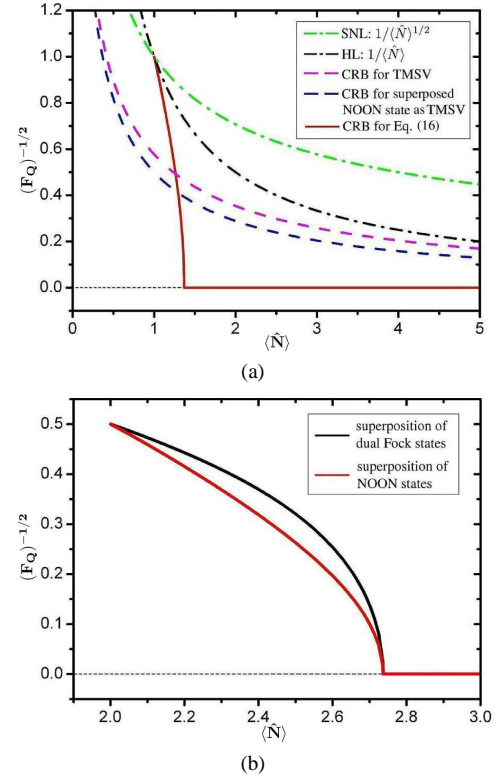 1.2
1.0
0.8
0.6
0.4
0.2
0.0
(F_Q)^{-1/2}
SNL: 1/⟨N̂⟩^{1/2}
HL: 1/⟨N̂⟩
CRB for TMSV
CRB for superposed
NOON state as TMSV
CRB for Eq. (16)
0 1 2 3 4 5
⟨N̂⟩
(a)
0.5
0.4
0.3
0.2
0.1
0.0
(F_Q)^{-1/2}
superposition of
dual Fock states
superposition of
NOON states
2.0 2.2 2.4 2.6 2.8 3.0
⟨N̂⟩
(b)